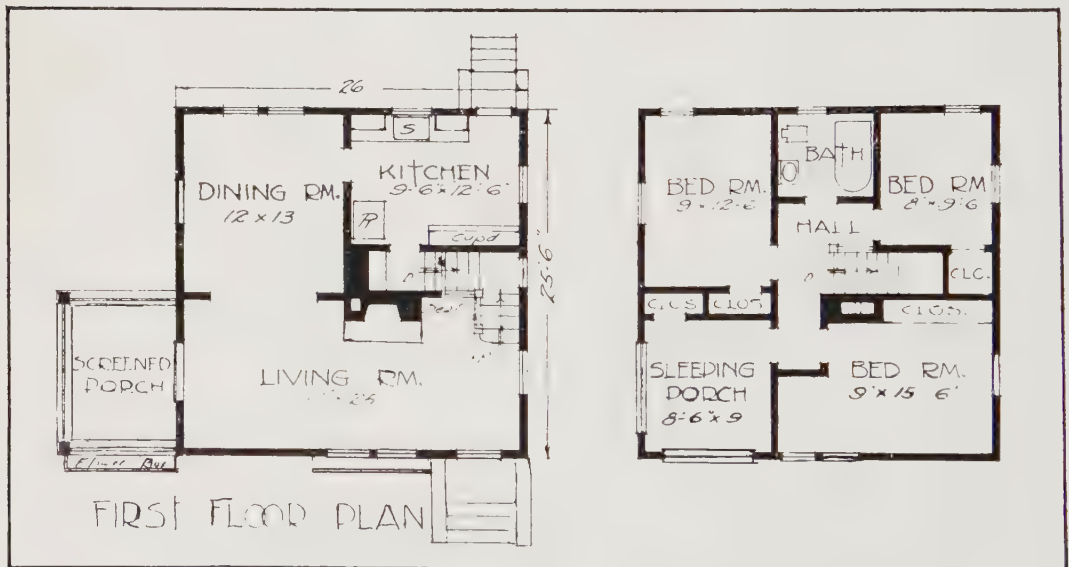 26
S
KITCHEN
9'-6" x 12'-6"
DINING RM.
12 x 13
R
Cupd
25'-6"
SCREENED
PORCH
LIVING RM.
FIRST FLOOR PLAN
BATH
BED RM.
9 x 12-6
BED RM
8' x 9'-6
HALL
CLO.
CLOS
CLOS.
SLEEPING
PORCH
8'-6" x 9
BED RM.
9' x 15 6"